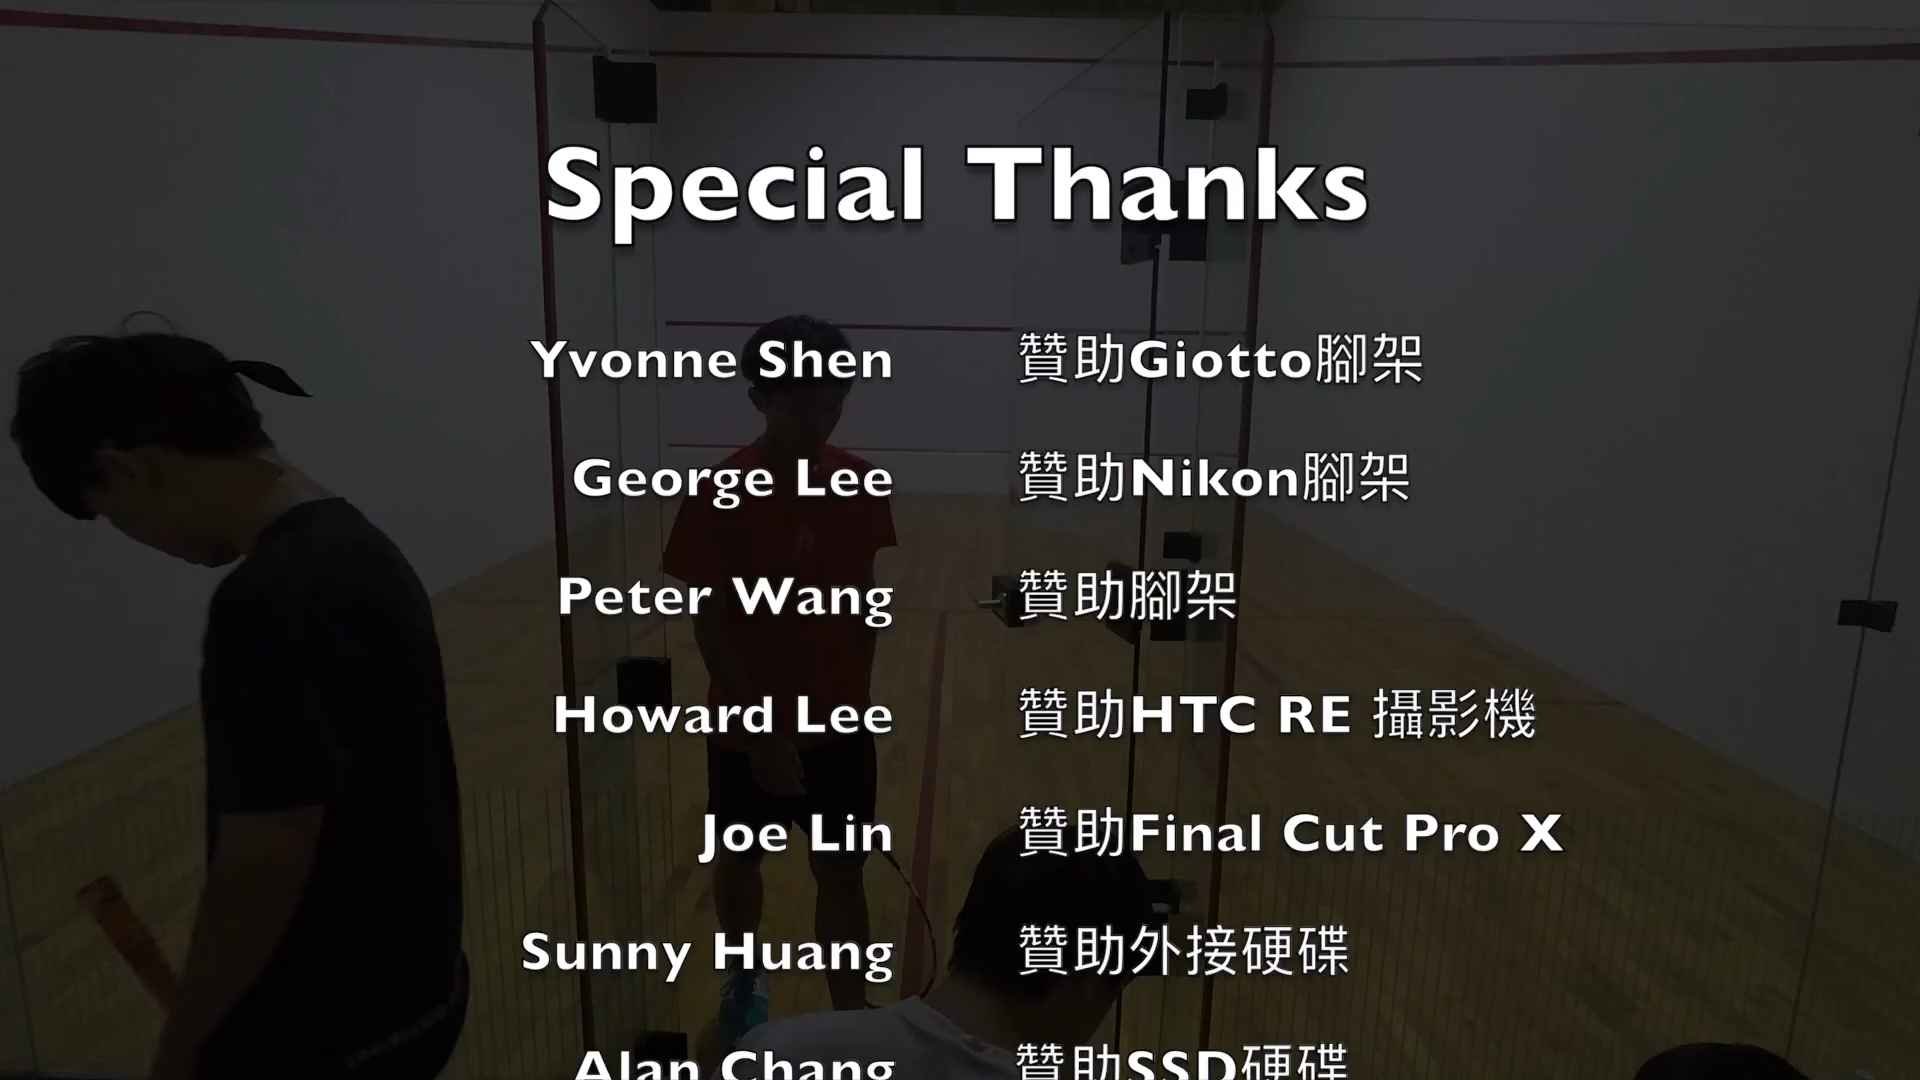 Special Thanks
Yvonne Shen 贊助Giotto腳架
George Lee 贊助Nikon腳架
Peter Wang 贊助腳架
Howard Lee 贊助HTC RE 攝影機
Joe Lin 贊助Final Cut Pro X
Sunny Huang 贊助外接硬碟
Alan Chang 贊助SSD硬碟